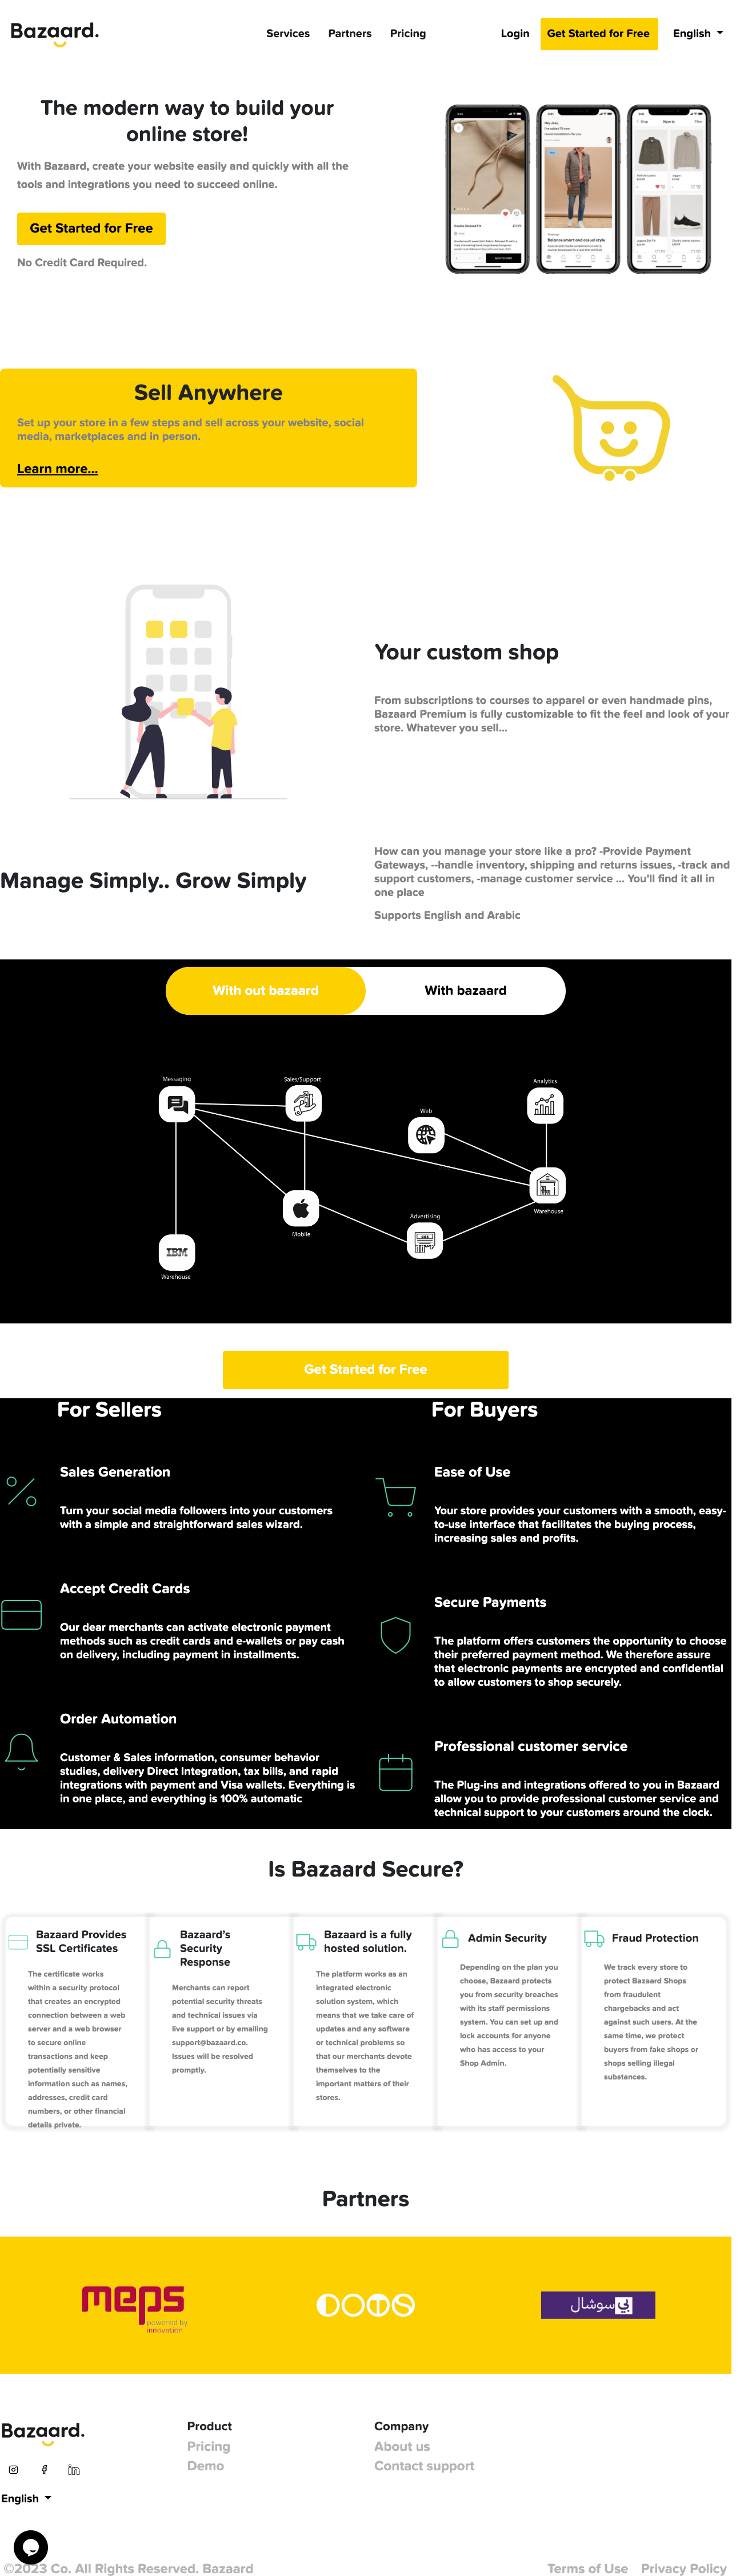 Bazaard.
Services Partners Pricing
Login Get Started for Free English
The modern way to build your
online store!
With Bazaard, create your website easily and quickly with all the
tools and integrations you need to succeed online.
Get Started for Free
No Credit Card Required.
Sell Anywhere
Set up your store in a few steps and sell across your website, social
media, marketplaces and in person.
Learn more...
Your custom shop
From subscriptions to courses to apparel or even handmade pins,
Bazaard Premium is fully customizable to fit the feel and look of your
store. Whatever you sell...
Manage Simply.. Grow Simply
How can you manage your store like a pro? -Provide Payment
Gateways, --handle inventory, shipping and returns issues, -track and
support customers, -manage customer service ... You'll find it all in
one place
Supports English and Arabic
With out bazaard
With bazaard
Messaging
Sales/Support
Analytics
Web
Warehouse
Advertising
Mobile
IBM
Warehouse
Get Started for Free
For Sellers
Sales Generation
Turn your social media followers into your customers
with a simple and straightforward sales wizard.
Accept Credit Cards
Our dear merchants can activate electronic payment
methods such as credit cards and e-wallets or pay cash
on delivery, including payment in installments.
Order Automation
Customer & Sales information, consumer behavior
studies, delivery Direct Integration, tax bills, and rapid
integrations with payment and Visa wallets. Everything is
in one place, and everything is 100% automatic
For Buyers
Ease of Use
Your store provides your customers with a smooth, easy-
to-use interface that facilitates the buying process,
increasing sales and profits.
Secure Payments
The platform offers customers the opportunity to choose
their preferred payment method. We therefore assure
that electronic payments are encrypted and confidential
to allow customers to shop securely.
Professional customer service
The Plug-ins and integrations offered to you in Bazaard
allow you to provide professional customer service and
technical support to your customers around the clock.
Is Bazaard Secure?
Bazaard Provides
SSL Certificates
The certificate works
within a security protocol
that creates an encrypted
connection between a web
server and a web browser
to secure online
transactions and keep
potentially sensitive
information such as names,
addresses, credit card
numbers, or other financial
details private.
Bazaard's
Security
Response
Merchants can report
potential security threats
and technical issues via
live support or by emailing
support@bazaard.co.
Issues will be resolved
promptly.
Bazaard is a fully
hosted solution.
The platform works as an
integrated electronic
solution system, which
means that we take care of
updates and any software
or technical problems so
that our merchants devote
themselves to the
important matters of their
stores.
Admin Security
Depending on the plan you
choose, Bazaard protects
you from security breaches
with its staff permissions
system. You can set up and
lock accounts for anyone
who has access to your
Shop Admin.
Fraud Protection
We track every store to
protect Bazaard Shops
from fraudulent
chargebacks and act
against such users. At the
same time, we protect
buyers from fake shops or
shops selling illegal
substances.
Partners
meps
powered by
innovation
DOTS
بي سوشال
Bazaard.
English
Product
Pricing
Demo
Company
About us
Contact support
©2023 Co. All Rights Reserved. Bazaard
Terms of Use Privacy Policy